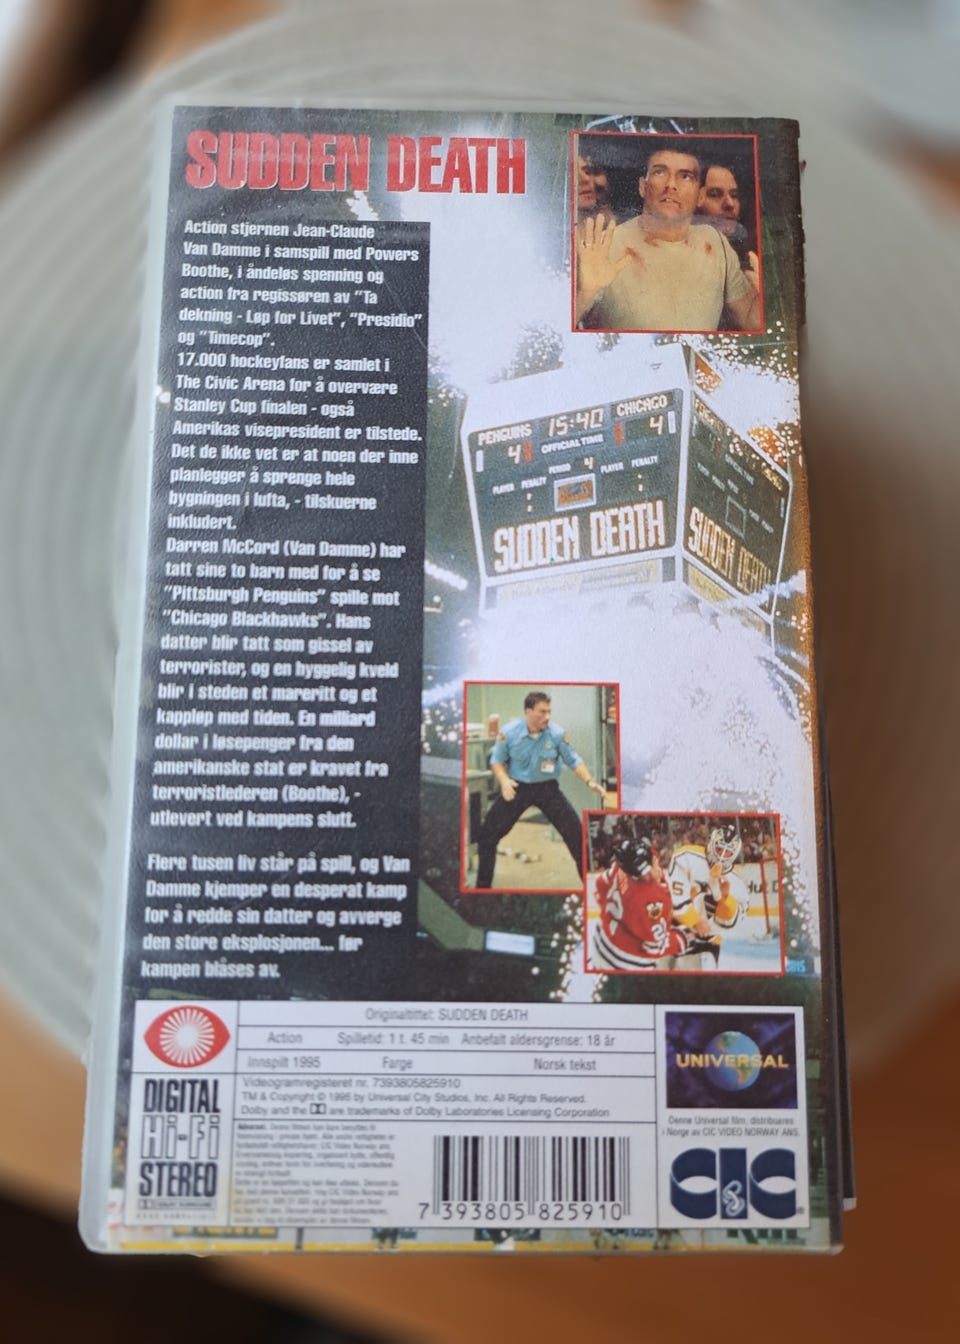 SUDDEN DEATH
Action stjernen Jean-Claude
Van Damme i samspill med Powers
Boothe, i åndeløs spenning og
action fra regissøren av "Ta
dekning - Løp for Livet", "Presidio"
og "Timecop".
17.000 hockeyfans er samlet i
The Civic Arena for å overvære
Stanley Cup finalen - også
Amerikas visepresident er tilstede.
Det de ikke vet er at noen der inne
planlegger å sprenge hele
bygningen i lufta, - tilskuerne
inkludert.
Darren McCord (Van Damme) har
tatt sine to barn med for å se
"Pittsburgh Penguins" spille mot
"Chicago Blackhawks". Hans
datter blir tatt som gissel av
terrorister, og en hyggelig kveld
blir i steden et mareritt og et
kappløp med tiden. En milliard
dollar i løsepenger fra den
amerikanske stat er kravet fra
terroristlederen (Boothe), -
utlevert ved kampens slutt.
Flere tusen liv står på spill, og Van
Damme kjemper en desperat kamp
for å redde sin datter og avverge
den store eksplosjonen... før
kampen blåses av.
PENGUINS 15:40 CHICAGO
4 OFFICIAL TIME 4
PERIOD 4
PLAYER PENALTY PLAYER PENALTY
SUDDEN DEATH
SUDDEN DEATH
Originaltittel: SUDDEN DEATH
Action Spilletid: 1 t. 45 min Anbefalt aldersgrense: 18 år
Innspilt 1995 Farge Norsk tekst
Videogramregisteret nr. 7393805825910
TM & Copyright © 1995 by Universal City Studios, Inc. All Rights Reserved.
Dolby and the are trademarks of Dolby Laboratories Licensing Corporation
DIGITAL
Hi-Fi
STEREO
7 393805 825910
UNIVERSAL
Denne Universal film, distribueres
i Norge av CIC VIDEO NORWAY ANS.
CIC